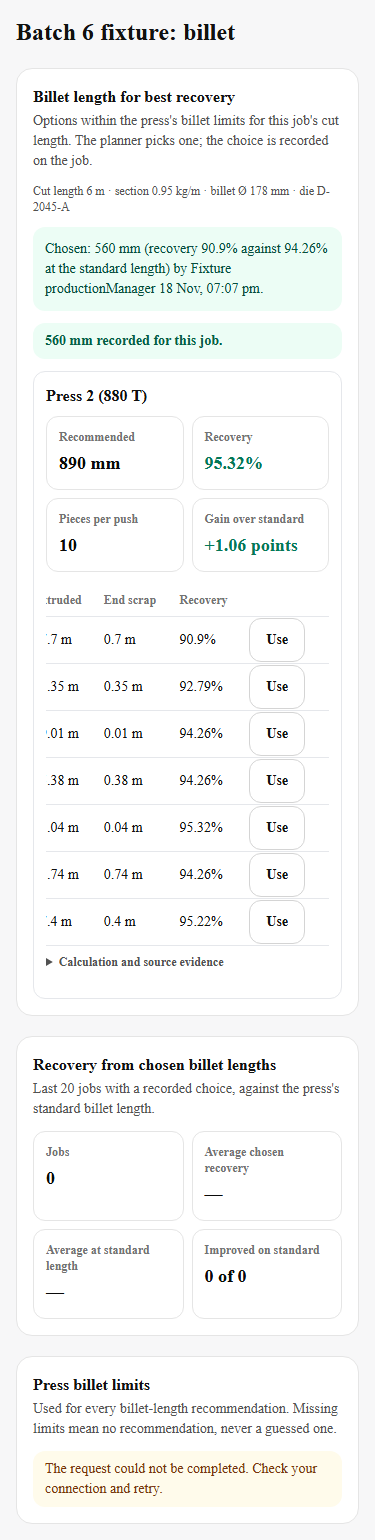 Batch 6 fixture: billet
Billet length for best recovery
Options within the press's billet limits for this job's cut
length. The planner picks one; the choice is recorded
on the job.
Cut length 6 m · section 0.95 kg/m · billet Ø 178 mm · die D-
2045-A
Chosen: 560 mm (recovery 90.9% against 94.26%
at the standard length) by Fixture
productionManager 18 Nov, 07:07 pm.
560 mm recorded for this job.
Press 2 (880 T)
Recommended
890 mm
Recovery
95.32%
Pieces per push
10
Gain over standard
+1.06 points
End scrap Recovery
.7 m 0.7 m 90.9% Use
.35 m 0.35 m 92.79% Use
.01 m 0.01 m 94.26% Use
.38 m 0.38 m 94.26% Use
.04 m 0.04 m 95.32% Use
.74 m 0.74 m 94.26% Use
.4 m 0.4 m 95.22% Use
Calculation and source evidence
Recovery from chosen billet lengths
Last 20 jobs with a recorded choice, against the press's
standard billet length.
Jobs
0
Average chosen
recovery
—
Average at standard
length
—
Improved on standard
0 of 0
Press billet limits
Used for every billet-length recommendation. Missing
limits mean no recommendation, never a guessed one.
The request could not be completed. Check your
connection and retry.